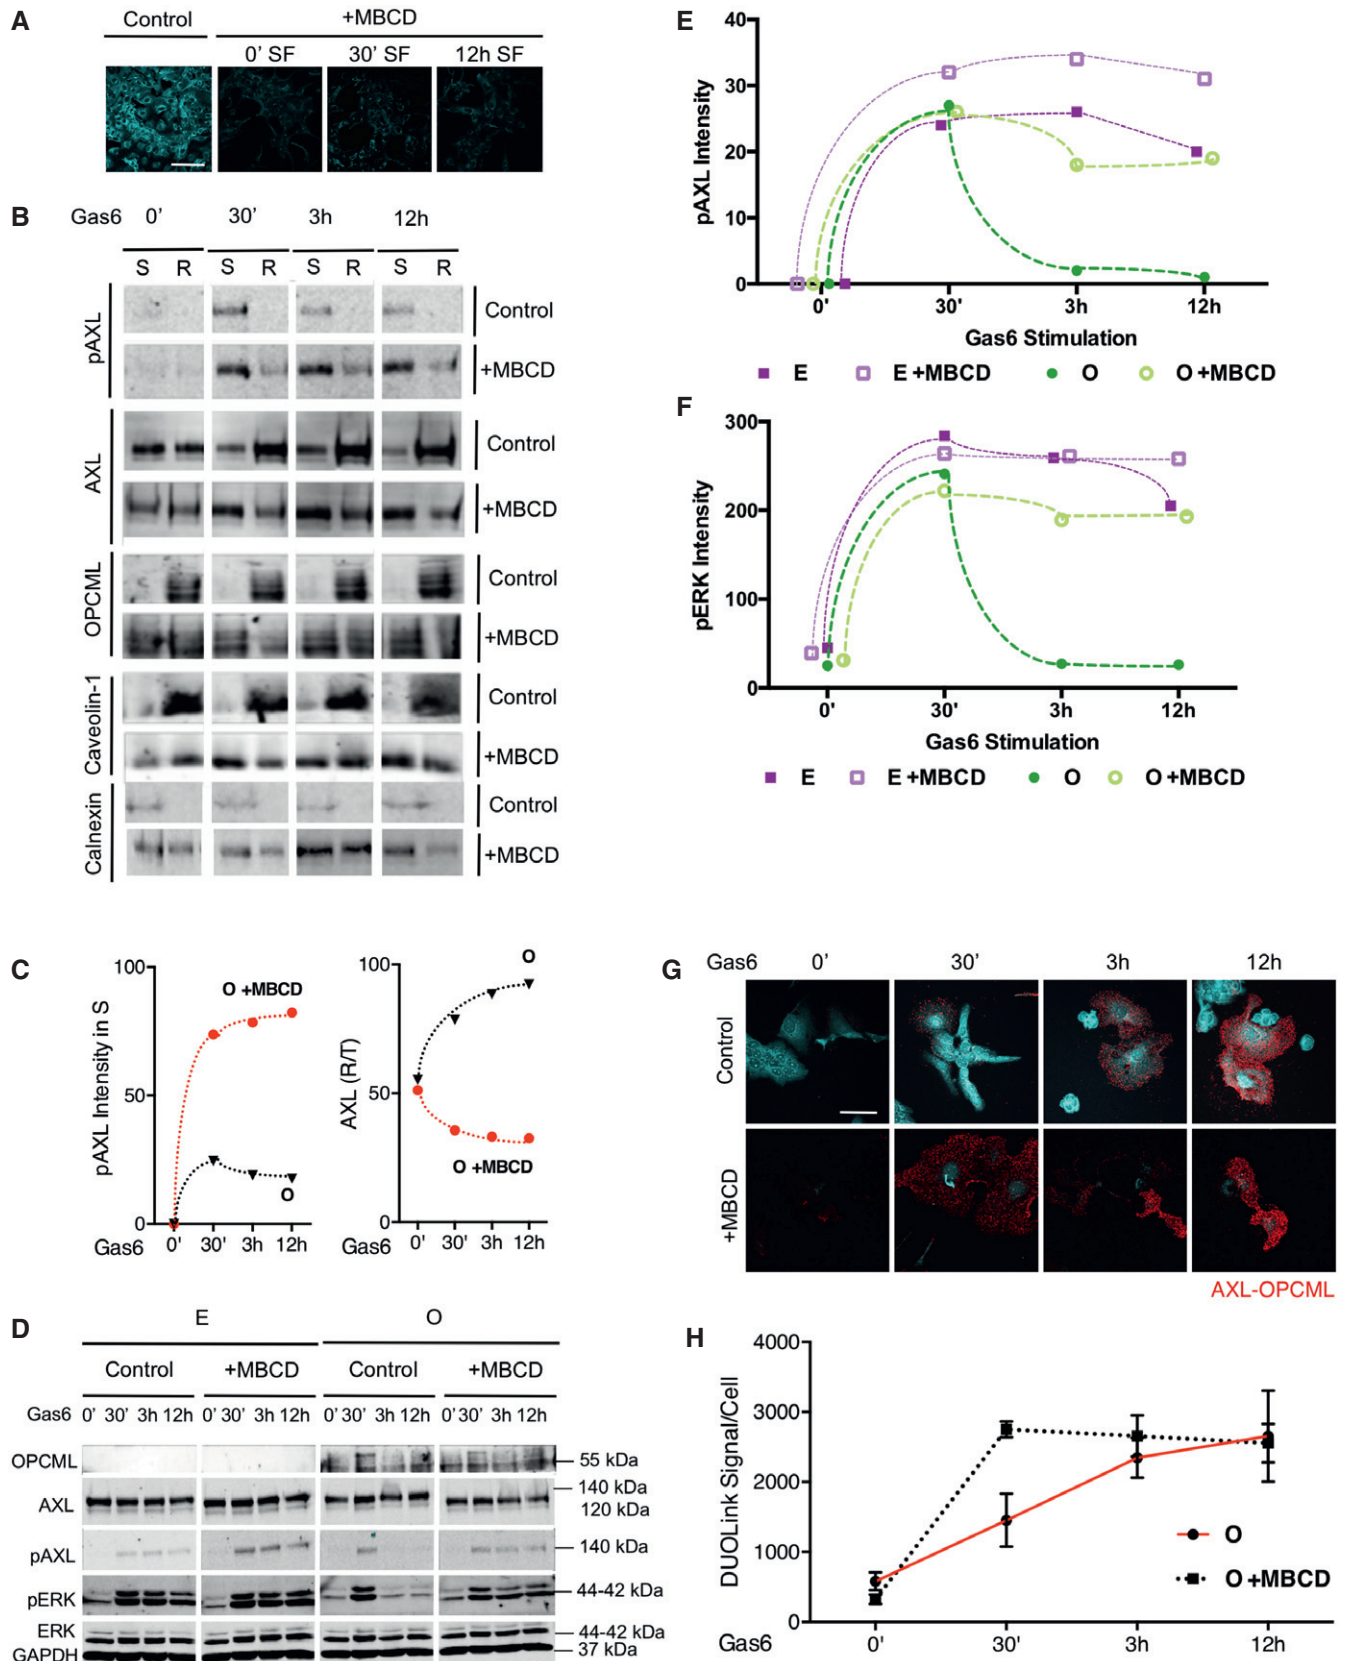 A
Control
+MBCD
0' SF
30' SF
12h SF
B
Gas6
0'
30'
3h
12h
S
R
S
R
S
R
S
R
pAXL
Control
+MBCD
AXL
Control
+MBCD
OPCML
Control
+MBCD
Caveolin-1
Control
+MBCD
Calnexin
Control
+MBCD
C
100
50
0
pAXL Intensity in S
O +MBCD
O
Gas6
0'
30'
3h
12h
100
50
0
AXL (R/T)
O
O +MBCD
Gas6
0'
30'
3h
12h
D
E
O
Control
+MBCD
Control
+MBCD
Gas6
0' 30' 3h 12h
0' 30' 3h 12h
0' 30' 3h 12h
0' 30' 3h 12h
OPCML
55 kDa
AXL
140 kDa
120 kDa
pAXL
140 kDa
pERK
44-42 kDa
ERK
44-42 kDa
GAPDH
37 kDa
E
40
30
20
10
0
pAXL Intensity
0'
30'
3h
12h
Gas6 Stimulation
E
E +MBCD
O
O +MBCD
F
300
200
100
0
pERK Intensity
0'
30'
3h
12h
Gas6 Stimulation
E
E +MBCD
O
O +MBCD
G
Gas6
0'
30'
3h
12h
Control
+MBCD
AXL-OPCML
H
4000
3000
2000
1000
0
DUOLink Signal/Cell
O
O +MBCD
Gas6
0'
30'
3h
12h